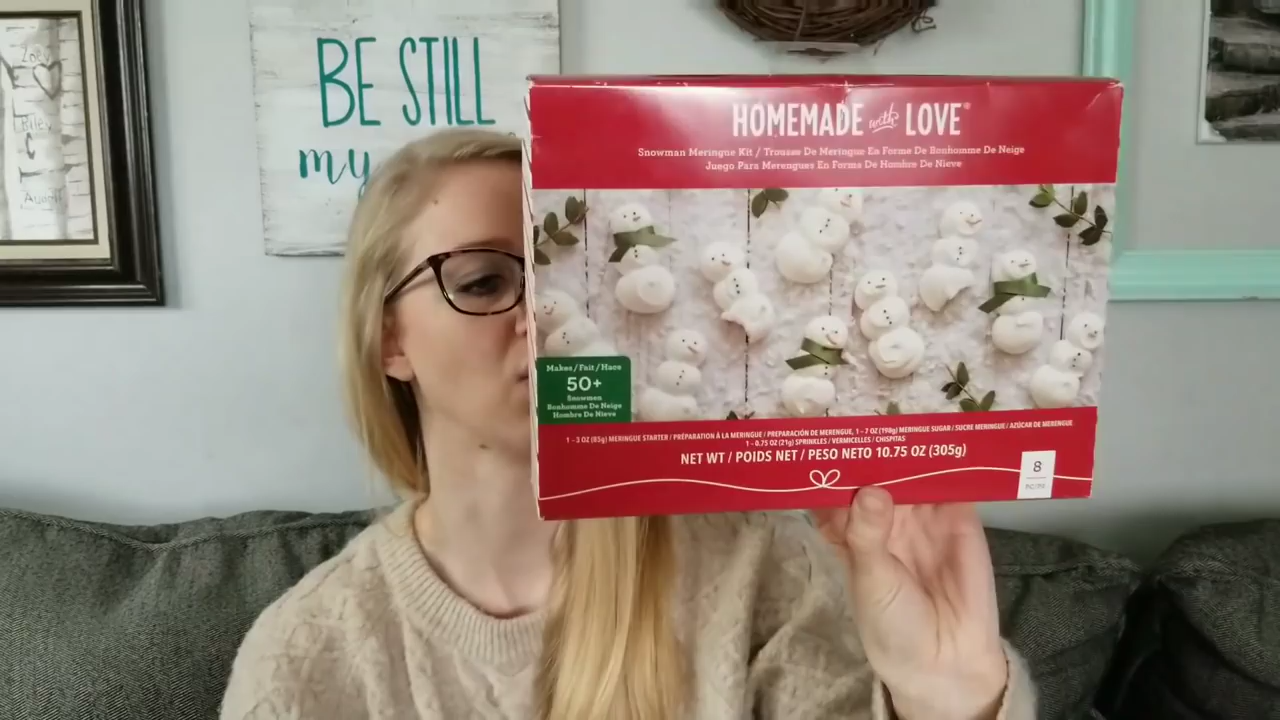 BE STILL
my
Bailey
HOMEMADE with LOVE®
Snowman Meringue Kit / Trousse De Meringue En Forme De Bonhomme De Neige
Juego Para Merengues En Forma De Hombre De Nieve
Makes / Fait / Hace
50+
Snowmen
Bonhomme De Neige
Hombre De Nieve
1 - 3 OZ (85g) MERINGUE STARTER / PRÉPARATION À LA MERINGUE / PREPARACIÓN DE MERENGUE, 1 - 7 OZ (198g) MERINGUE SUGAR / SUCRE MERINGUE / AZÚCAR DE MERENGUE
1 - 0.75 OZ (21g) SPRINKLES / VERMICELLES / CHISPITAS
NET WT / POIDS NET / PESO NETO 10.75 OZ (305g)
8